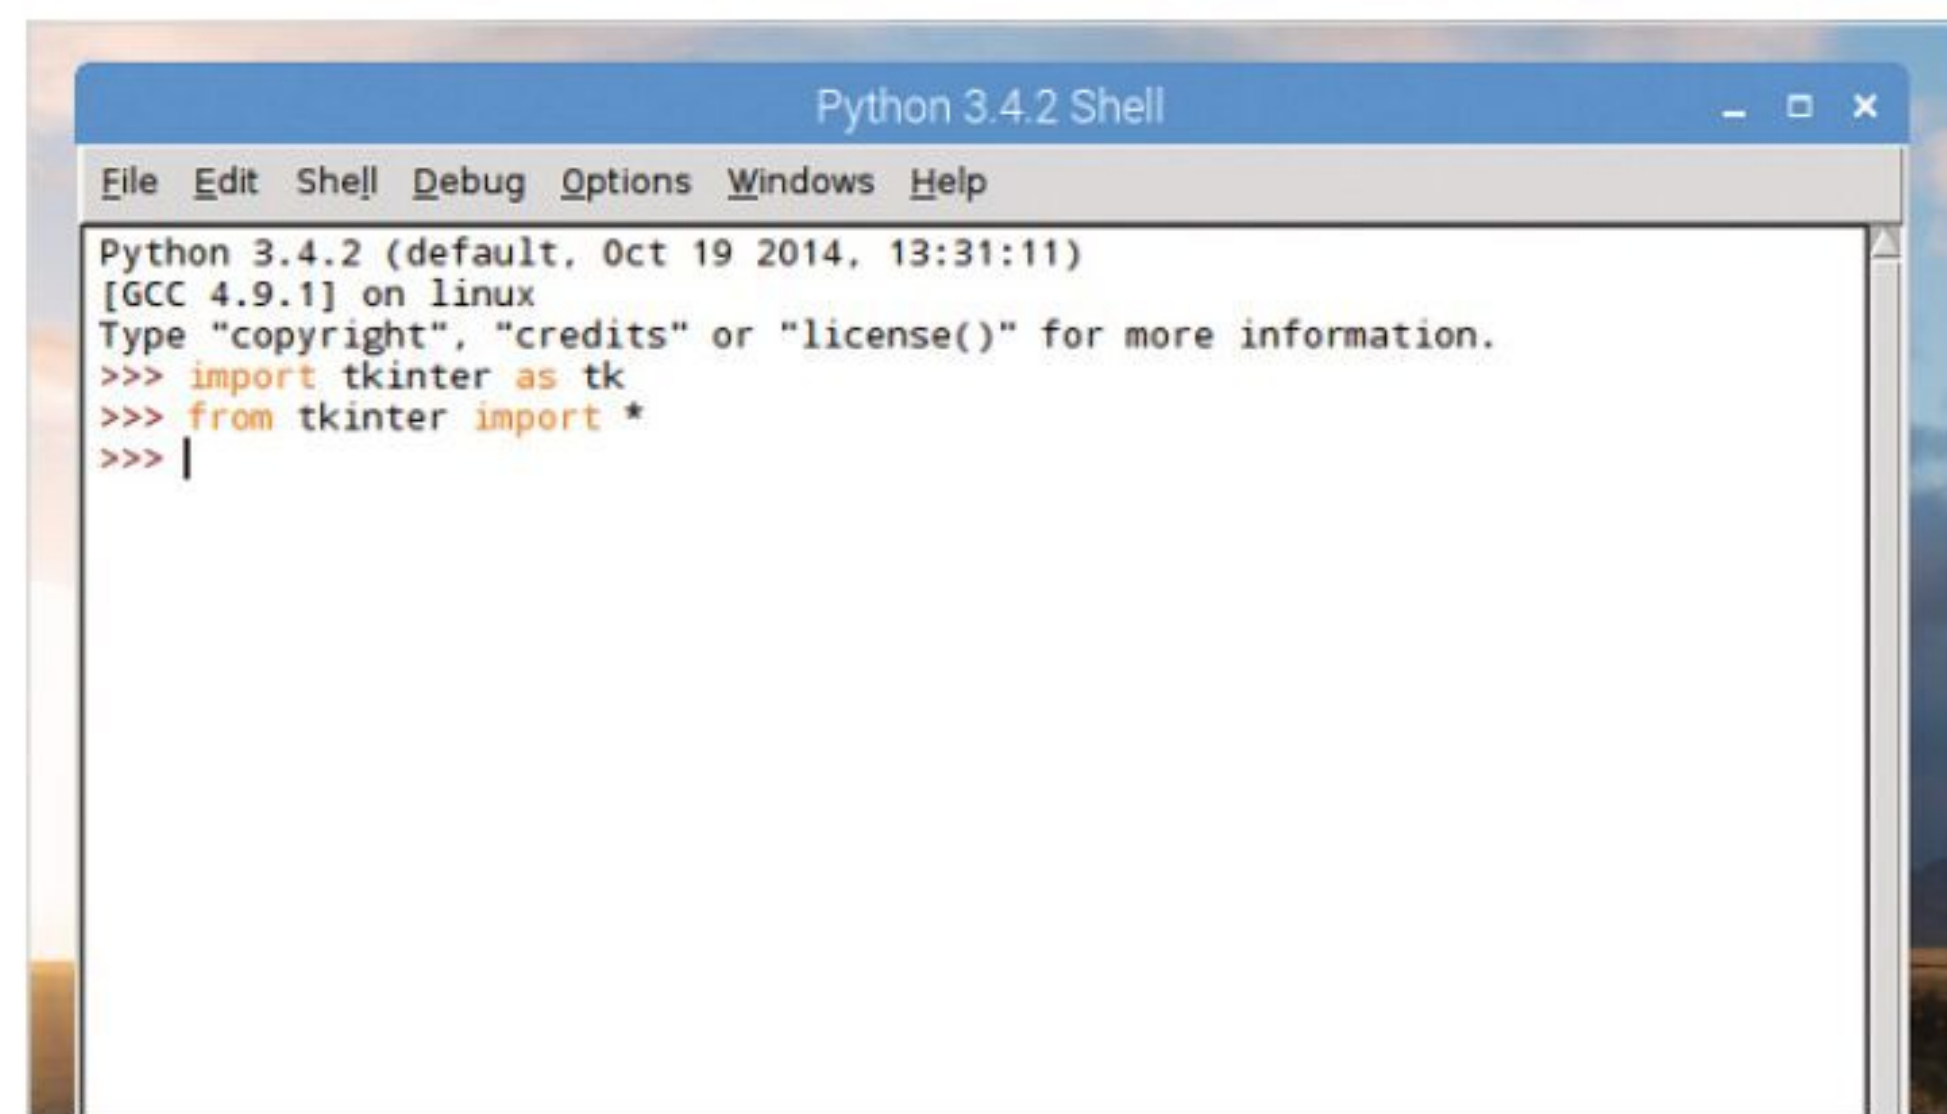 Python 3.4.2 Shell
File Edit Shell Debug Options Windows Help
Python 3.4.2 (default, Oct 19 2014, 13:31:11)
[GCC 4.9.1] on linux
Type "copyright", "credits" or "license()" for more information.
>>> import tkinter as tk
>>> from tkinter import *
>>>